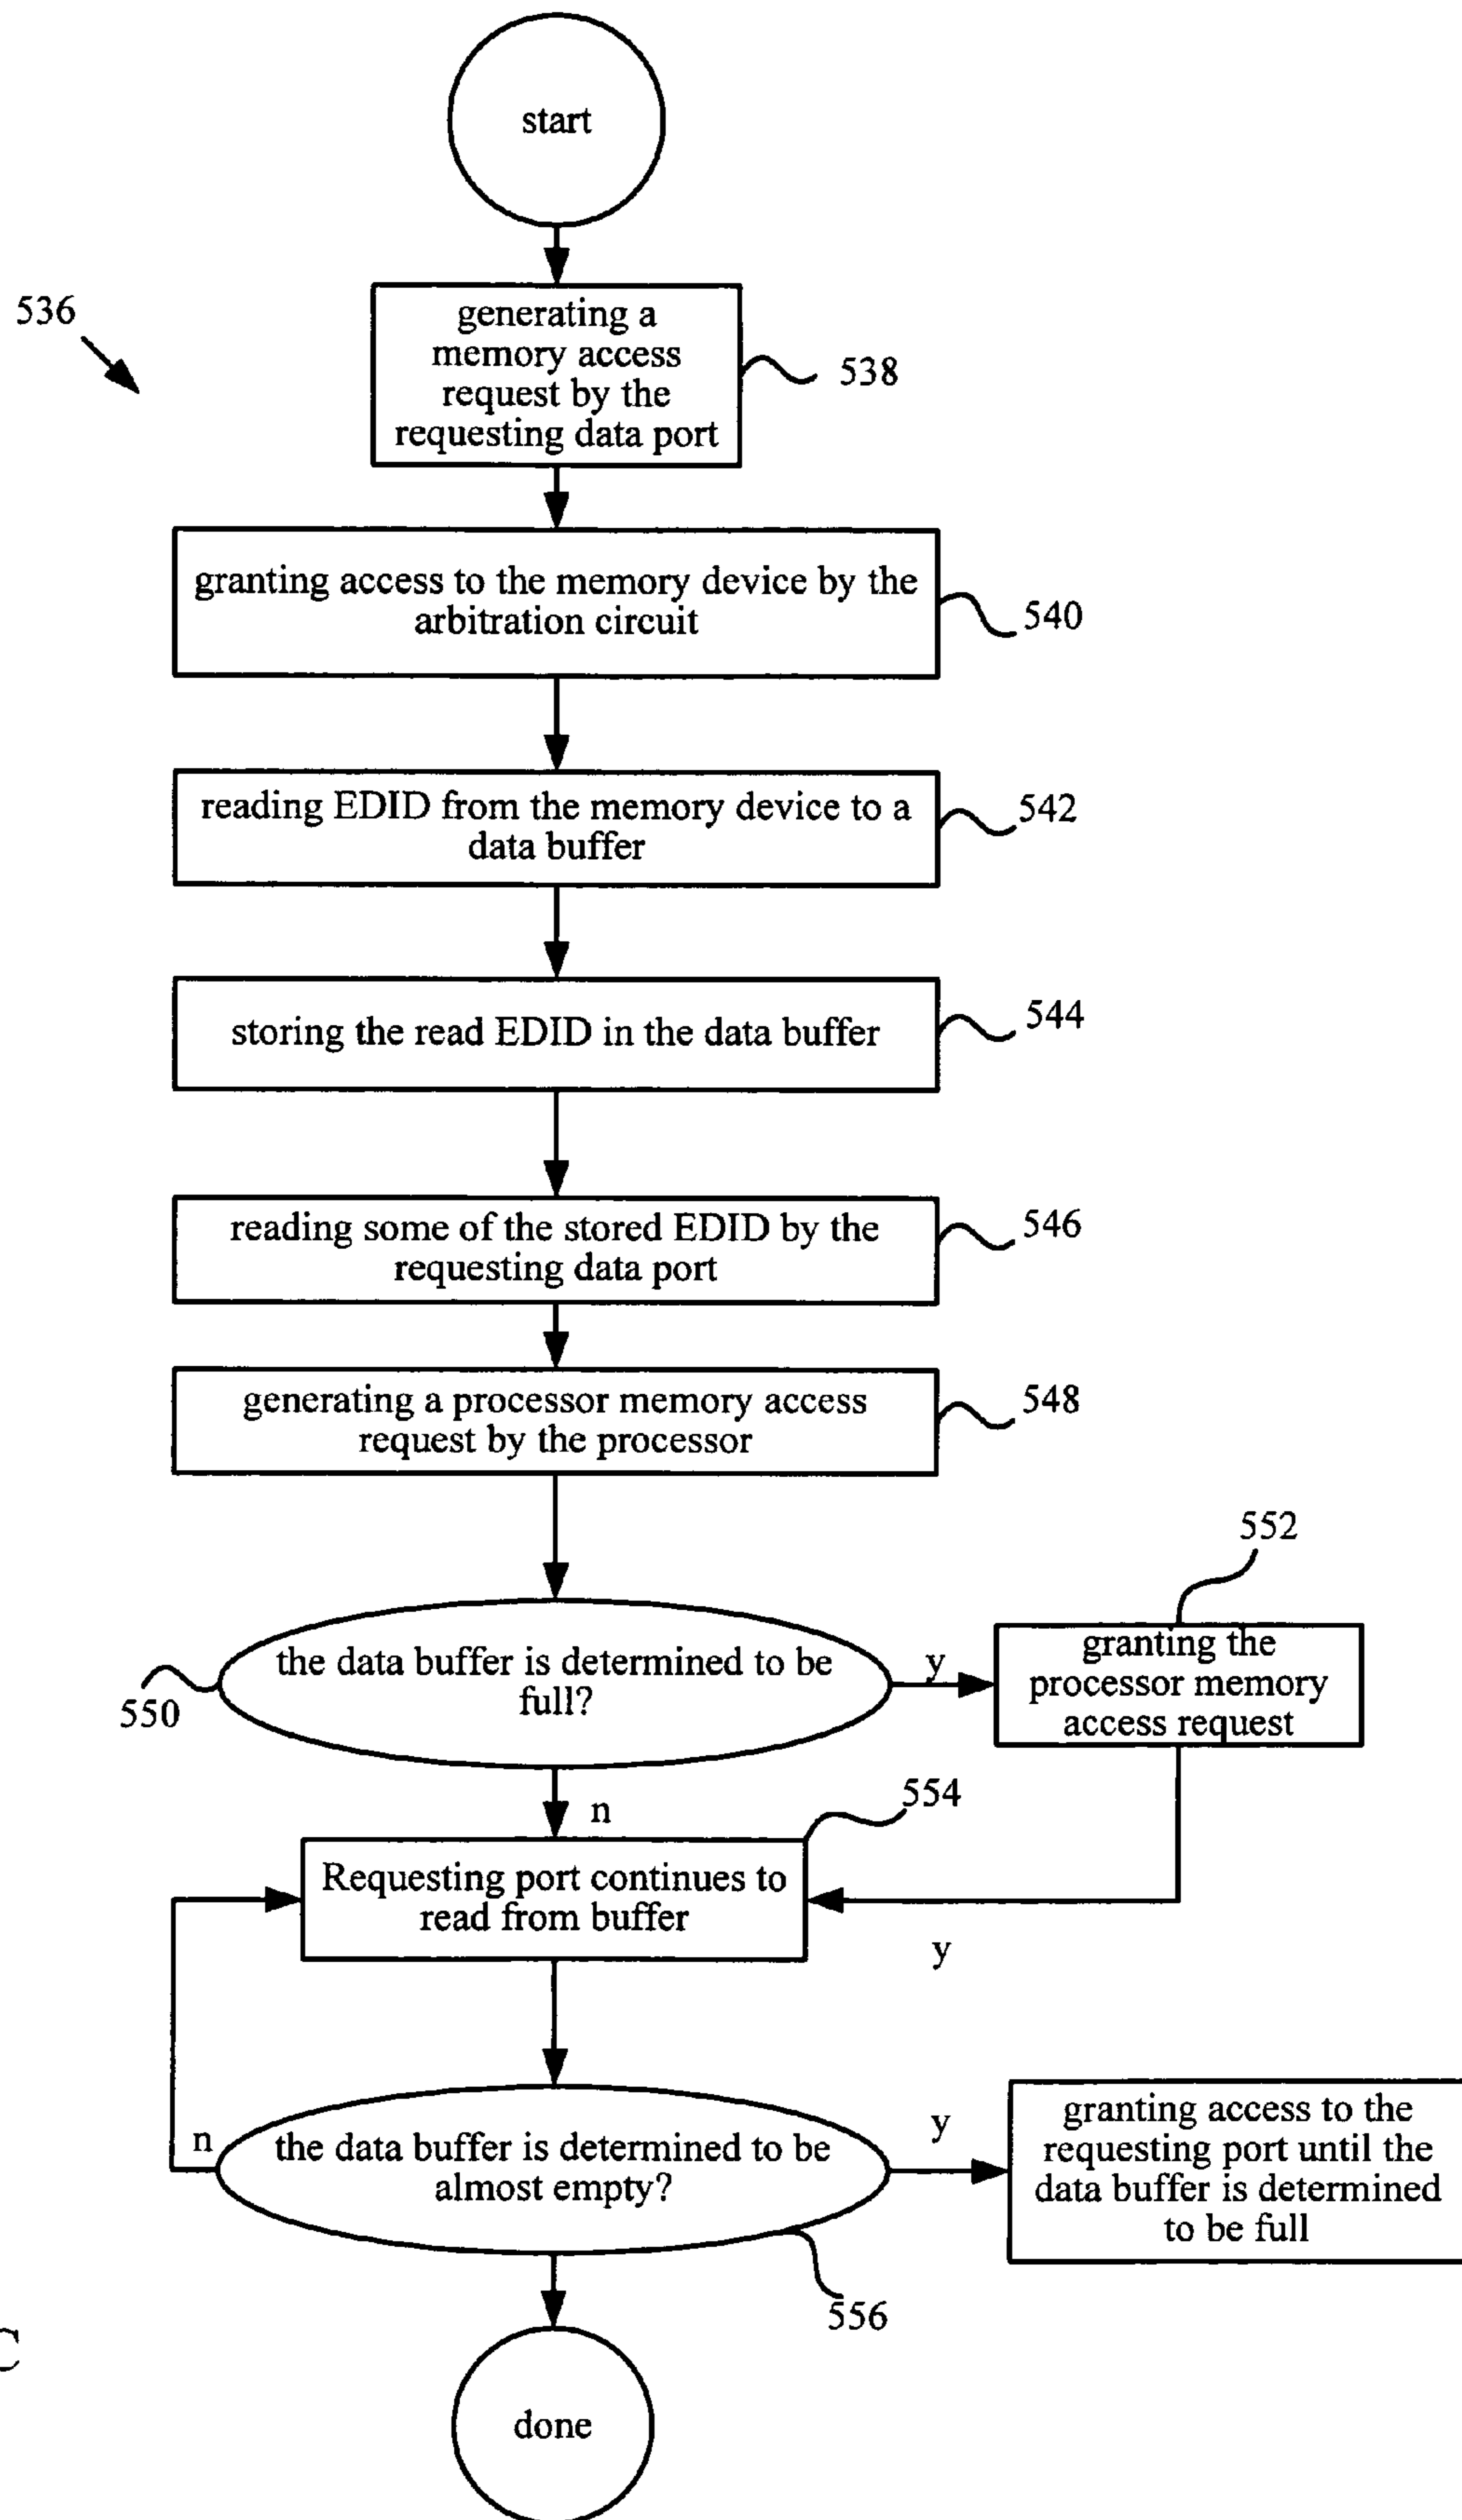 start
536
generating a
memory access
request by the
requesting data port
538
granting access to the memory device by the
arbitration circuit
540
reading EDID from the memory device to a
data buffer
542
storing the read EDID in the data buffer
544
reading some of the stored EDID by the
requesting data port
546
generating a processor memory access
request by the processor
548
552
the data buffer is determined to be
full?
550
y
granting the
processor memory
access request
n
554
Requesting port continues to
read from buffer
y
n
the data buffer is determined to be
almost empty?
y
granting access to the
requesting port until the
data buffer is determined
to be full
556
C
done